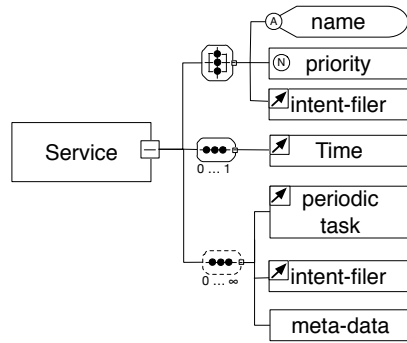 A name
N priority
intent-filer
Service
Time
0 ... 1
periodic
task
intent-filer
0 ... ∞
meta-data